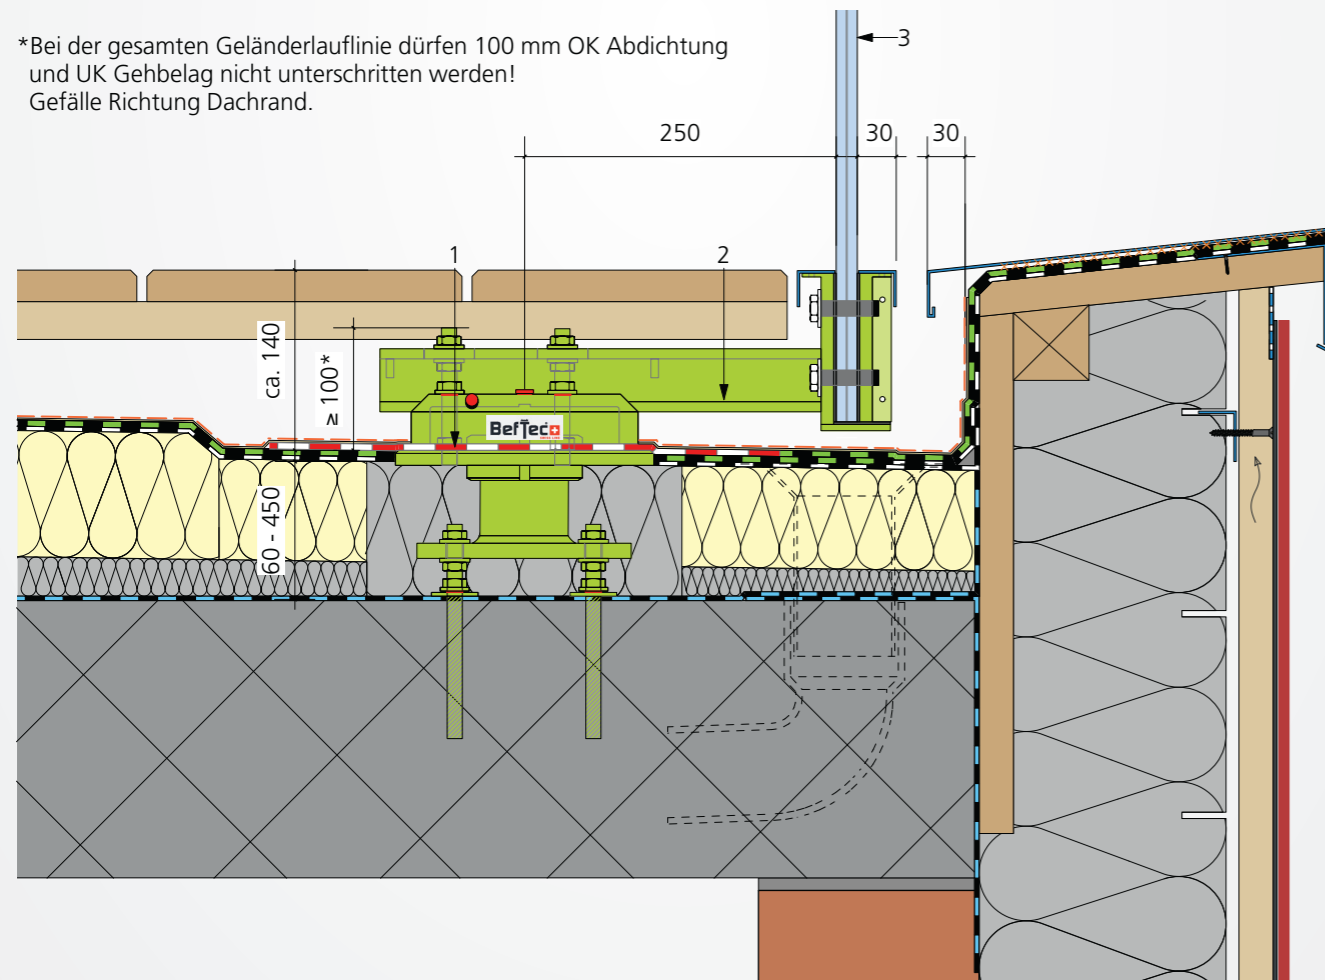 *Bei der gesamten Geländerlauflinie dürfen 100 mm OK Abdichtung
und UK Gehbelag nicht unterschritten werden!
Gefälle Richtung Dachrand.
3
250
30
30
1
2
ca. 140
≥ 100*
BefTec
60 - 450